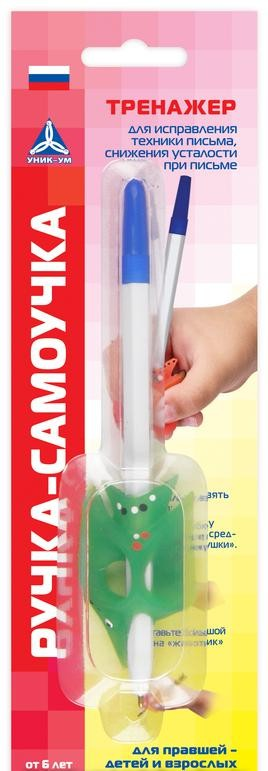 ТРЕНАЖЕР
для исправления
техники письма,
снижения усталости
при письме
УНИК-УМ
РУЧКА-САМОУЧКА
от 6 лет
для правшей -
детей и взрослых